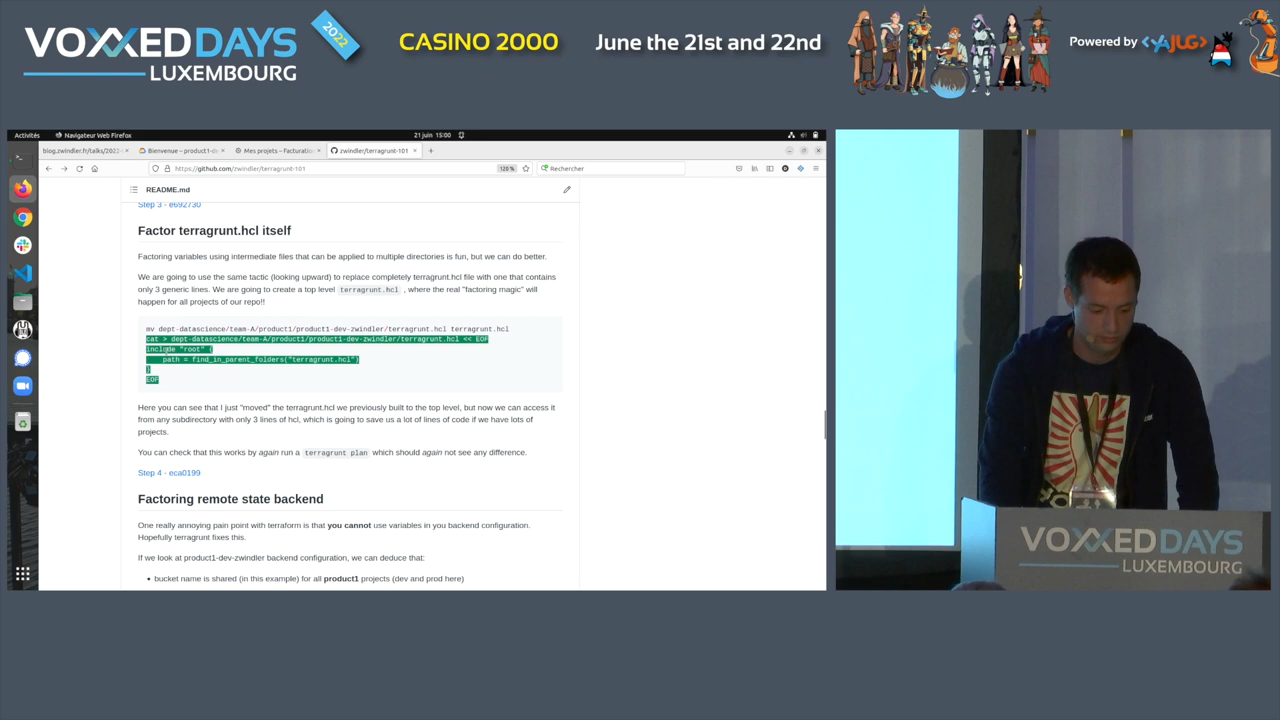 VOXXEDDAYS
LUXEMBOURG
2022
CASINO 2000
June the 21st and 22nd
Powered by <YAJUG>
Activités
Navigateur Web Firefox
21 juin 15:00
blog.zwindler.fr/talks/2022-
Bienvenue – product1-d
Mes projets – Facturation
zwindler/terragrunt-101
https://github.com/zwindler/terragrunt-101
120 %
Rechercher
README.md
Step 3 - e692730
Factor terragrunt.hcl itself
Factoring variables using intermediate files that can be applied to multiple directories is fun, but we can do better.
We are going to use the same tactic (looking upward) to replace completely terragrunt.hcl file with one that contains
only 3 generic lines. We are going to create a top level terragrunt.hcl , where the real "factoring magic" will
happen for all projects of our repo!!
mv dept-datascience/team-A/product1/product1-dev-zwindler/terragrunt.hcl terragrunt.hcl
cat > dept-datascience/team-A/product1/product1-dev-zwindler/terragrunt.hcl << EOF
include "root" {
path = find_in_parent_folders("terragrunt.hcl")
}
EOF
Here you can see that I just "moved" the terragrunt.hcl we previously built to the top level, but now we can access it
from any subdirectory with only 3 lines of hcl, which is going to save us a lot of lines of code if we have lots of
projects.
You can check that this works by again run a terragrunt plan which should again not see any difference.
Step 4 - eca0199
Factoring remote state backend
One really annoying pain point with terraform is that you cannot use variables in you backend configuration.
Hopefully terragrunt fixes this.
If we look at product1-dev-zwindler backend configuration, we can deduce that:
• bucket name is shared (in this example) for all product1 projects (dev and prod here)
VOXXEDDAYS
LUXEMBOURG